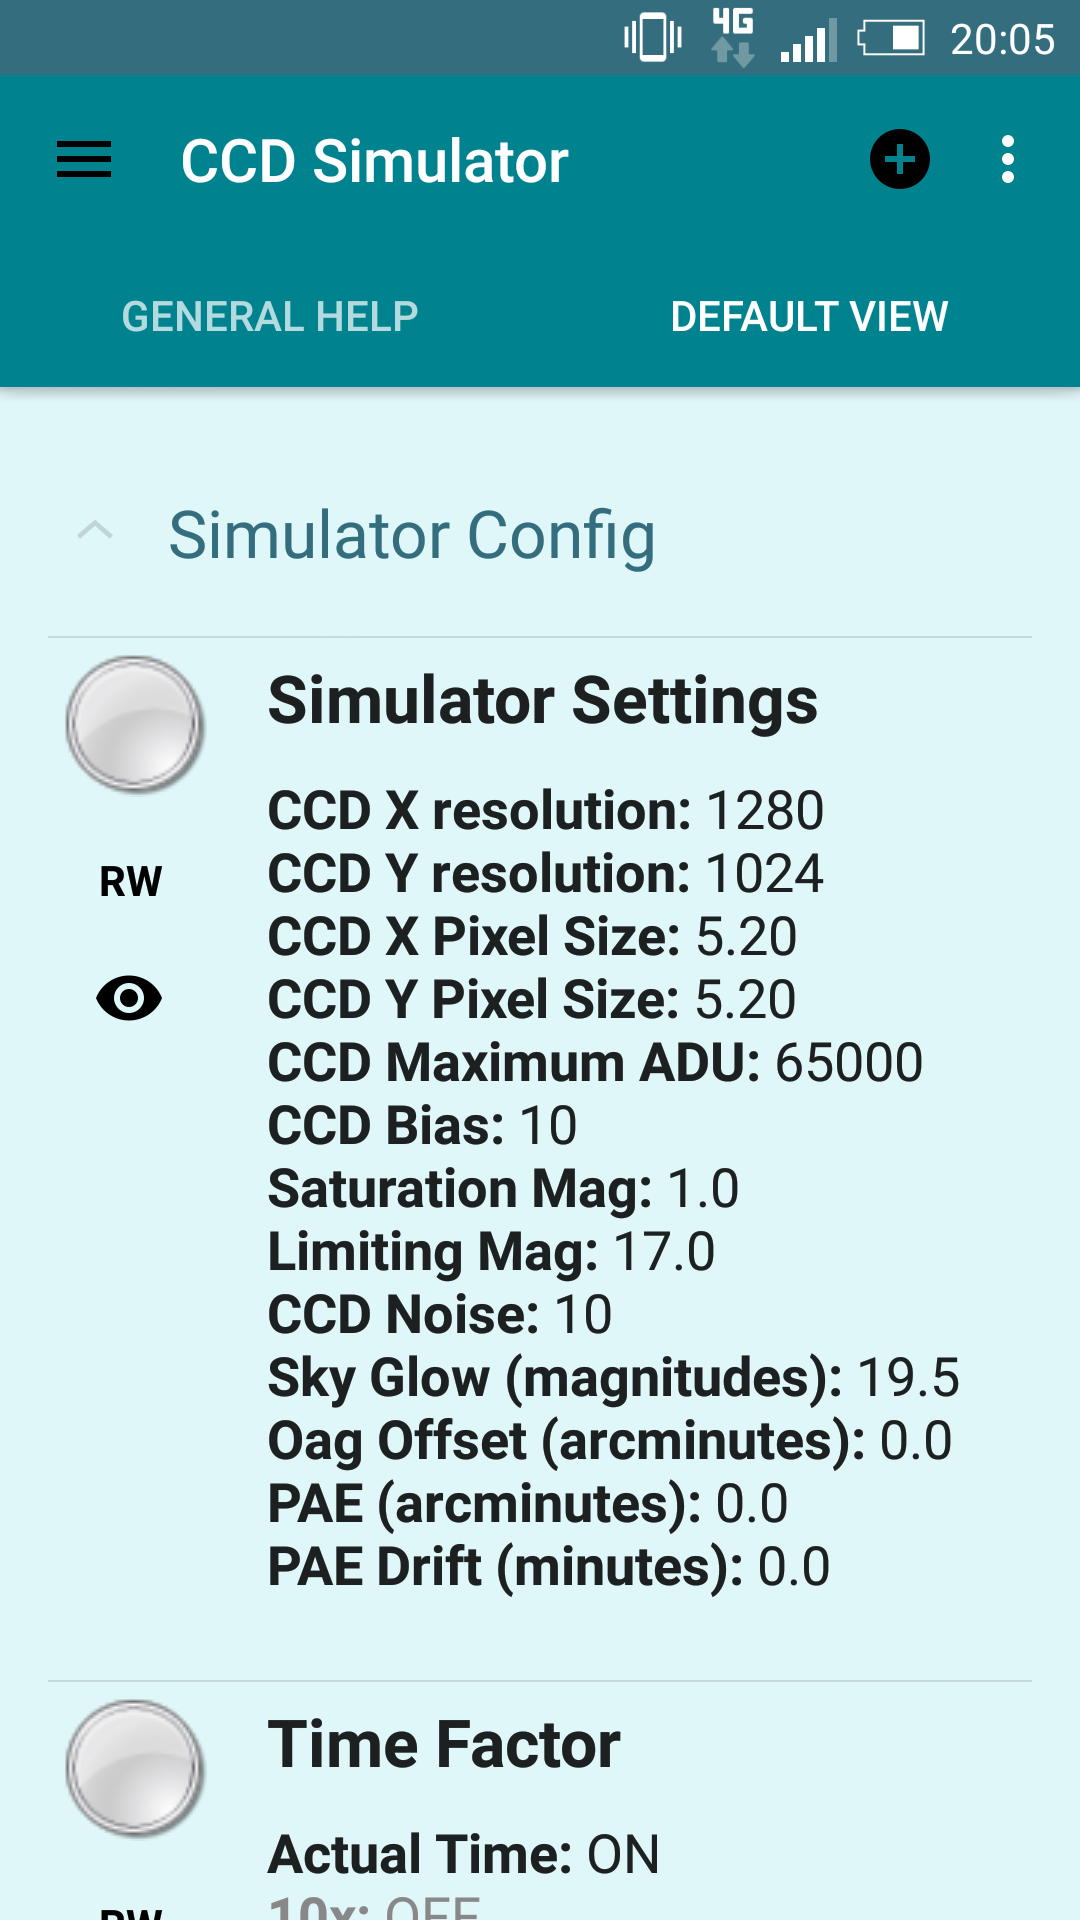 4G 20:05
CCD Simulator
GENERAL HELP DEFAULT VIEW
Simulator Config
Simulator Settings
CCD X resolution: 1280
CCD Y resolution: 1024
RW
CCD X Pixel Size: 5.20
CCD Y Pixel Size: 5.20
CCD Maximum ADU: 65000
CCD Bias: 10
Saturation Mag: 1.0
Limiting Mag: 17.0
CCD Noise: 10
Sky Glow (magnitudes): 19.5
Oag Offset (arcminutes): 0.0
PAE (arcminutes): 0.0
PAE Drift (minutes): 0.0
Time Factor
Actual Time: ON
10x: OFF
RW